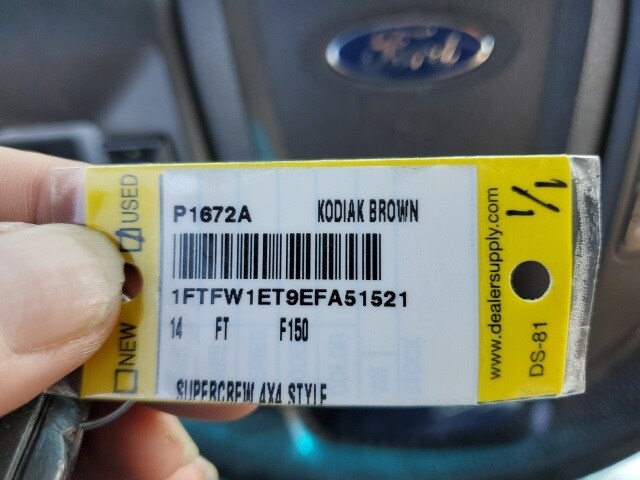 Ford
P1672A KODIAK BROWN
1FTFW1ET9EFA51521
14 FT F150
SUPERCREW 4X4 STYLE
USED
NEW
www.dealersupply.com
DS-81
1/1